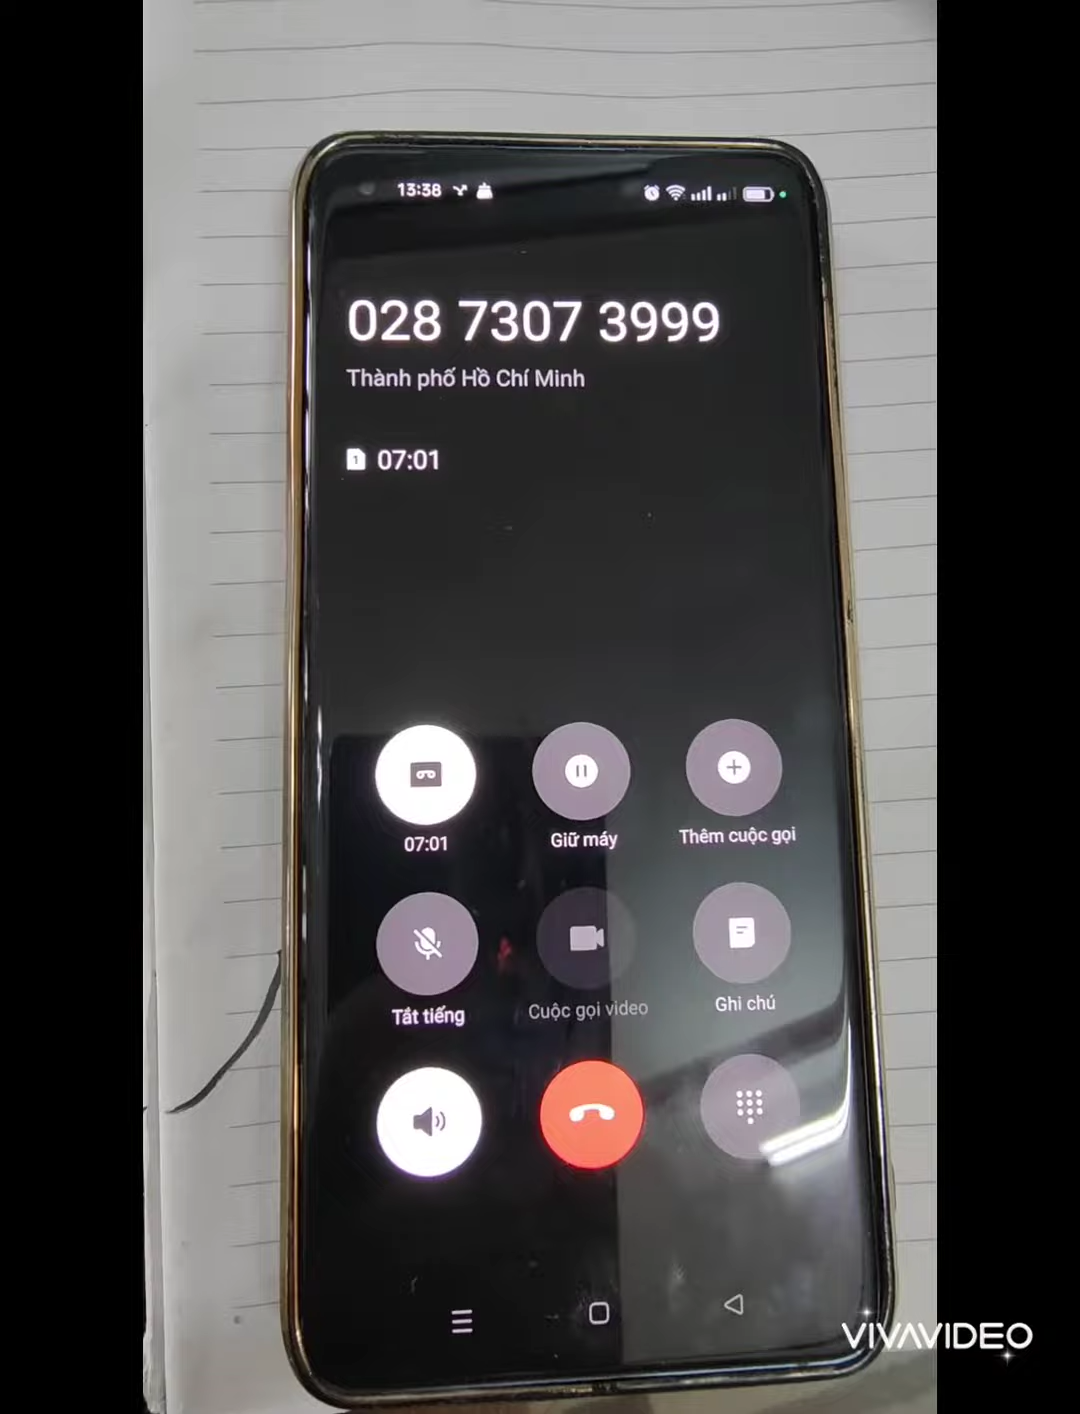 13:38
028 7307 3999
Thành phố Hồ Chí Minh
1 07:01
07:01
Giữ máy
Thêm cuộc gọi
Tắt tiếng
Cuộc gọi video
Ghi chú
VIVAVIDEO